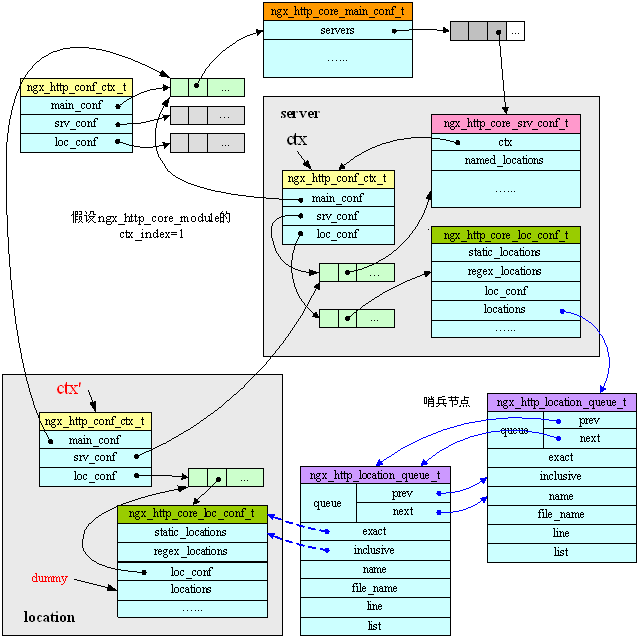 ngx_http_core_main_conf_t
servers
......
...
ngx_http_conf_ctx_t
main_conf
srv_conf
loc_conf
...
...
...
假设ngx_http_core_module的
ctx_index=1
server
ctx
ngx_http_conf_ctx_t
main_conf
srv_conf
loc_conf
...
...
ngx_http_core_srv_conf_t
ctx
named_locations
......
ngx_http_core_loc_conf_t
static_locations
regex_locations
loc_conf
locations
......
ctx'
ngx_http_conf_ctx_t
main_conf
srv_conf
loc_conf
...
ngx_http_core_loc_conf_t
static_locations
regex_locations
loc_conf
locations
......
dummy
location
哨兵节点
ngx_http_location_queue_t
queue
prev
next
exact
inclusive
name
file_name
line
list
ngx_http_location_queue_t
queue
prev
next
exact
inclusive
name
file_name
line
list